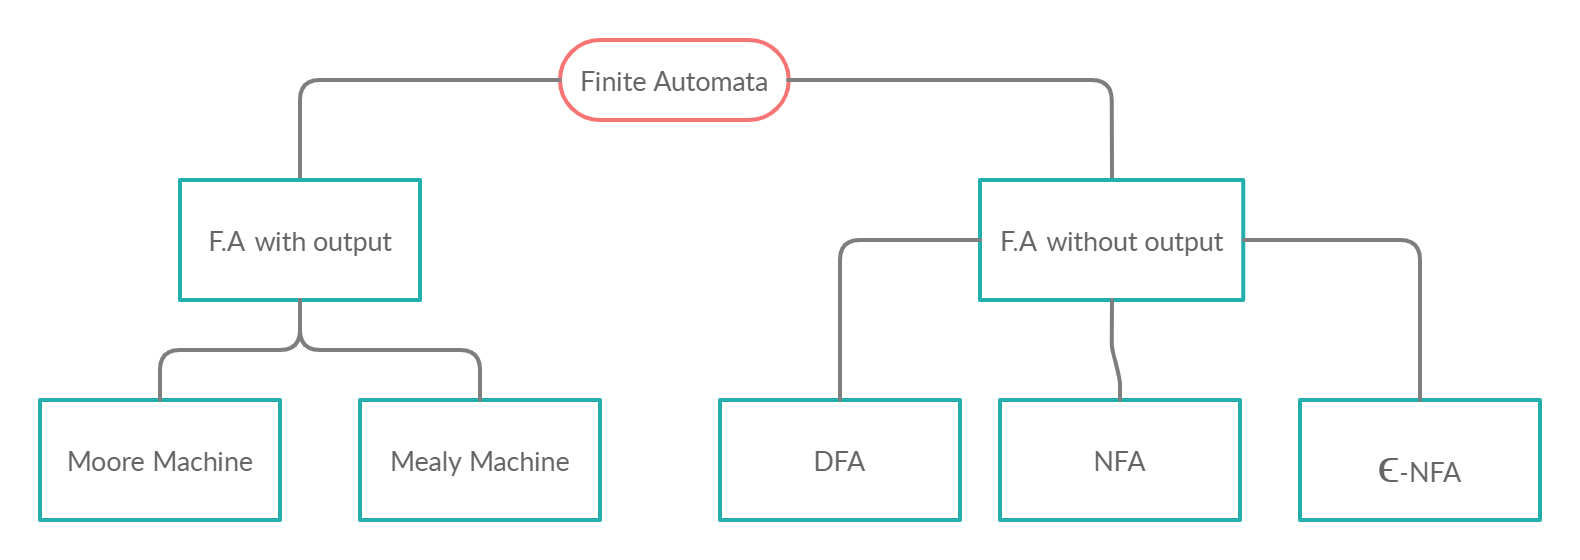 Finite Automata
F.A with output
F.A without output
Moore Machine
Mealy Machine
DFA
NFA
Є-NFA